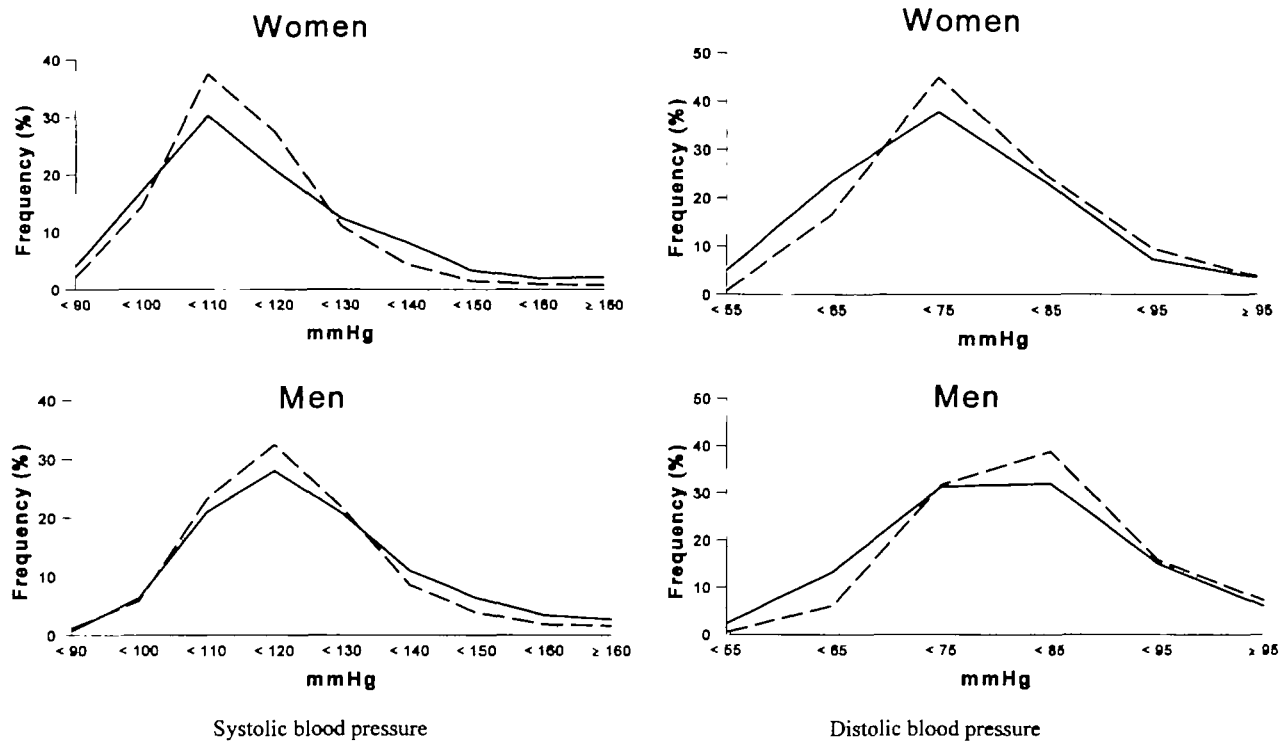 Women
40
30
20
10
0
Frequency (%)
< 90 < 100 < 110 < 120 < 130 < 140 < 150 < 160 ≥ 160
mmHg
Women
50
40
30
20
10
0
Frequency (%)
< 55 < 65 < 75 < 85 < 95 ≥ 95
mmHg
Men
40
30
20
10
0
Frequency (%)
< 90 < 100 < 110 < 120 < 130 < 140 < 150 < 160 ≥ 160
mmHg
Systolic blood pressure
Men
50
40
30
20
10
0
Frequency (%)
< 55 < 65 < 75 < 85 < 95 ≥ 95
mmHg
Distolic blood pressure